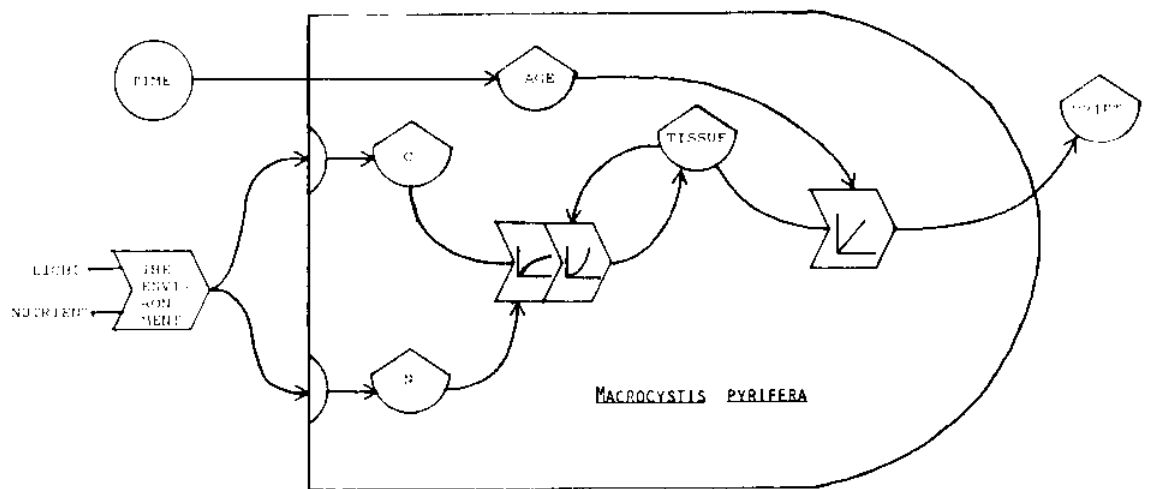 TIME
AGE
C
TISSUE
LIGHT
NUTRIENT
THE
ENVI-
RON
MENT
N
MACROCYSTIS PYRIFERA